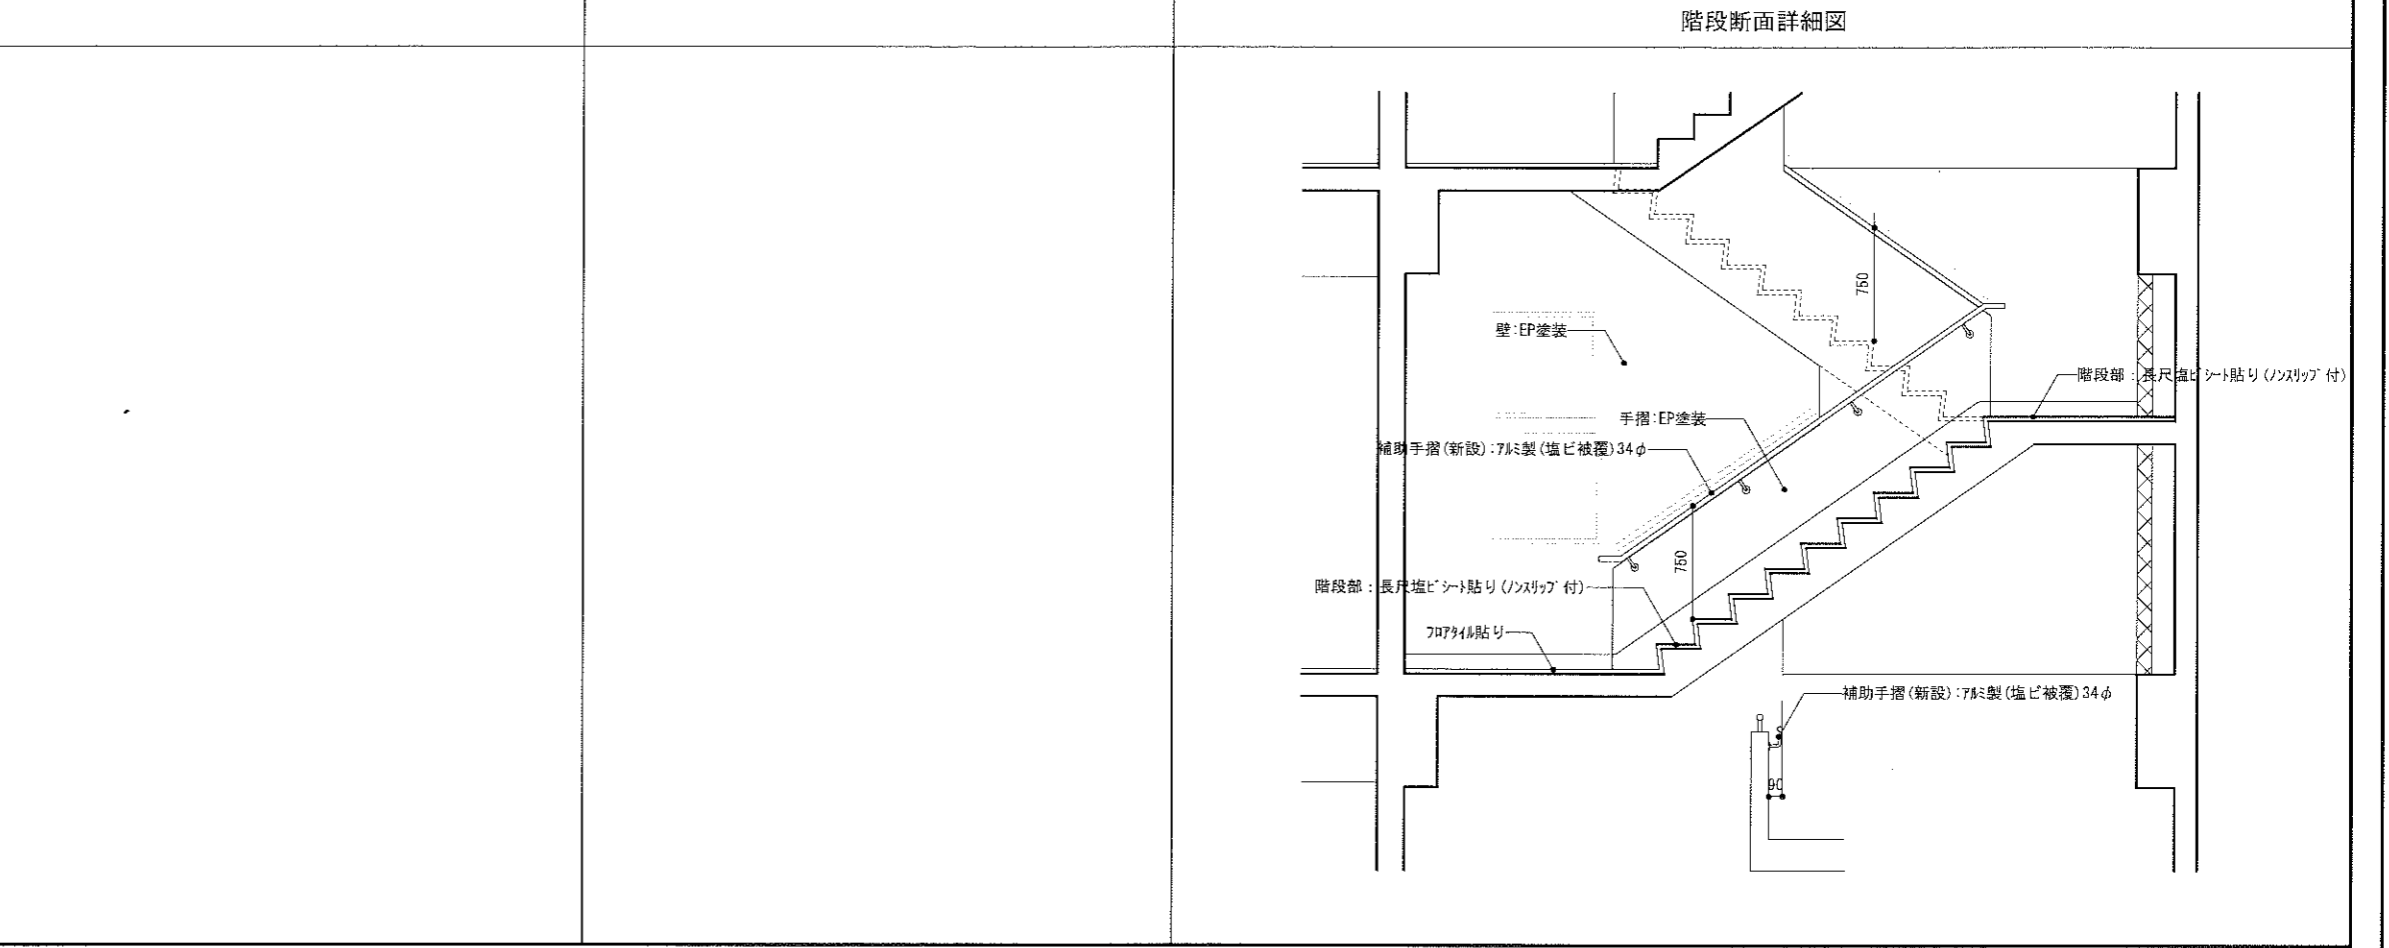 階段断面詳細図
750
壁:EP塗装
階段部:長尺塩ビシート貼り(ノンスリップ付)
手摺:EP塗装
補助手摺(新設):アルミ製(塩ビ被覆)34φ
750
階段部:長尺塩ビシート貼り(ノンスリップ付)
フロアタイル貼り
補助手摺(新設):アルミ製(塩ビ被覆)34φ
90